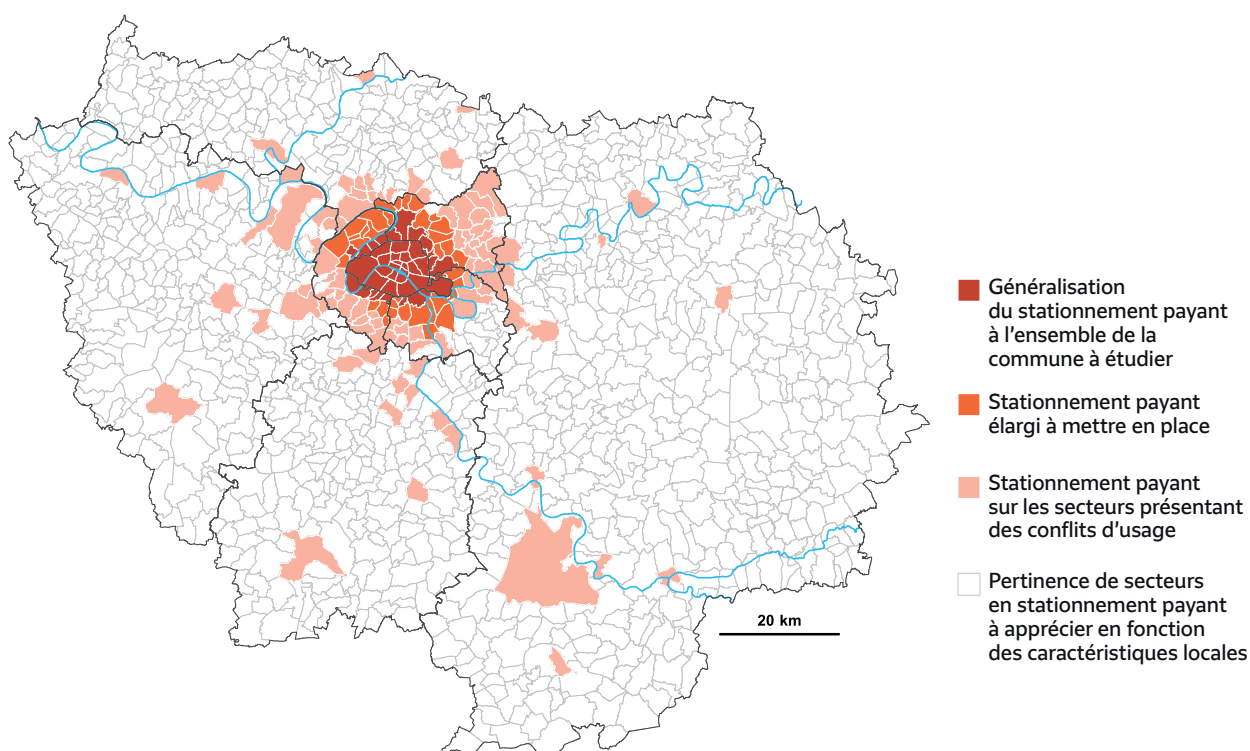 Généralisation
du stationnement payant
à l’ensemble de la
commune à étudier
Stationnement payant
élargi à mettre en place
Stationnement payant
sur les secteurs présentant
des conflits d’usage
Pertinence de secteurs
en stationnement payant
à apprécier en fonction
des caractéristiques locales
20 km